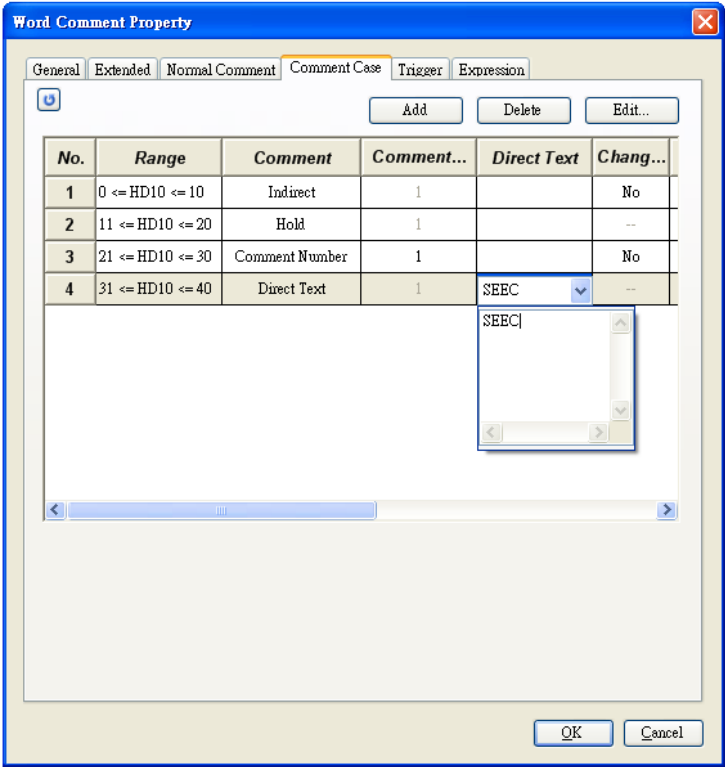 Word Comment Property
General Extended Normal Comment Comment Case Trigger Expression
Add Delete Edit...
No. Range Comment Comment... Direct Text Chang...
1 0 <= HD10 <= 10 Indirect 1 No
2 11 <= HD10 <= 20 Hold 1 --
3 21 <= HD10 <= 30 Comment Number 1 No
4 31 <= HD10 <= 40 Direct Text 1 SEEC --
SEEC
OK Cancel